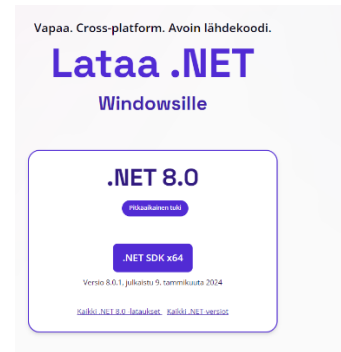 Vapaa. Cross-platform. Avoin lähdekoodi.
Lataa .NET
Windowsille
.NET 8.0
Pitkäaikainen tuki
.NET SDK x64
Versio 8.0.1, julkaistu 9. tammikuuta 2024
Kaikki .NET 8.0 lataukset Kaikki .NET versiot